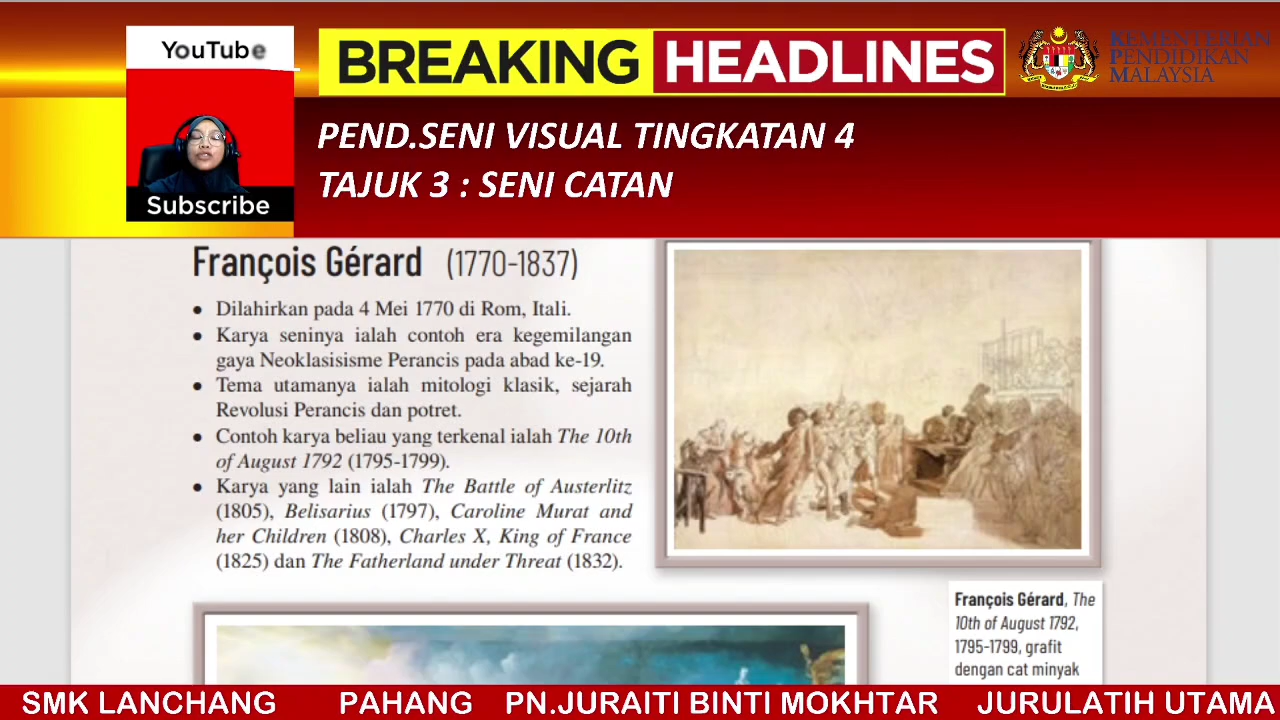 YouTube
BREAKING HEADLINES
KEMENTERIAN
PENDIDIKAN
MALAYSIA
PEND.SENI VISUAL TINGKATAN 4
TAJUK 3 : SENI CATAN
Subscribe
François Gérard (1770-1837)
• Dilahirkan pada 4 Mei 1770 di Rom, Itali.
• Karya seninya ialah contoh era kegemilangan
gaya Neoklasisisme Perancis pada abad ke-19.
• Tema utamanya ialah mitologi klasik, sejarah
Revolusi Perancis dan potret.
• Contoh karya beliau yang terkenal ialah The 10th
of August 1792 (1795-1799).
• Karya yang lain ialah The Battle of Austerlitz
(1805), Belisarius (1797), Caroline Murat and
her Children (1808), Charles X, King of France
(1825) dan The Fatherland under Threat (1832).
François Gérard, The
10th of August 1792,
1795-1799, grafit
dengan cat minyak
SMK LANCHANG PAHANG PN.JURAITI BINTI MOKHTAR JURULATIH UTAMA